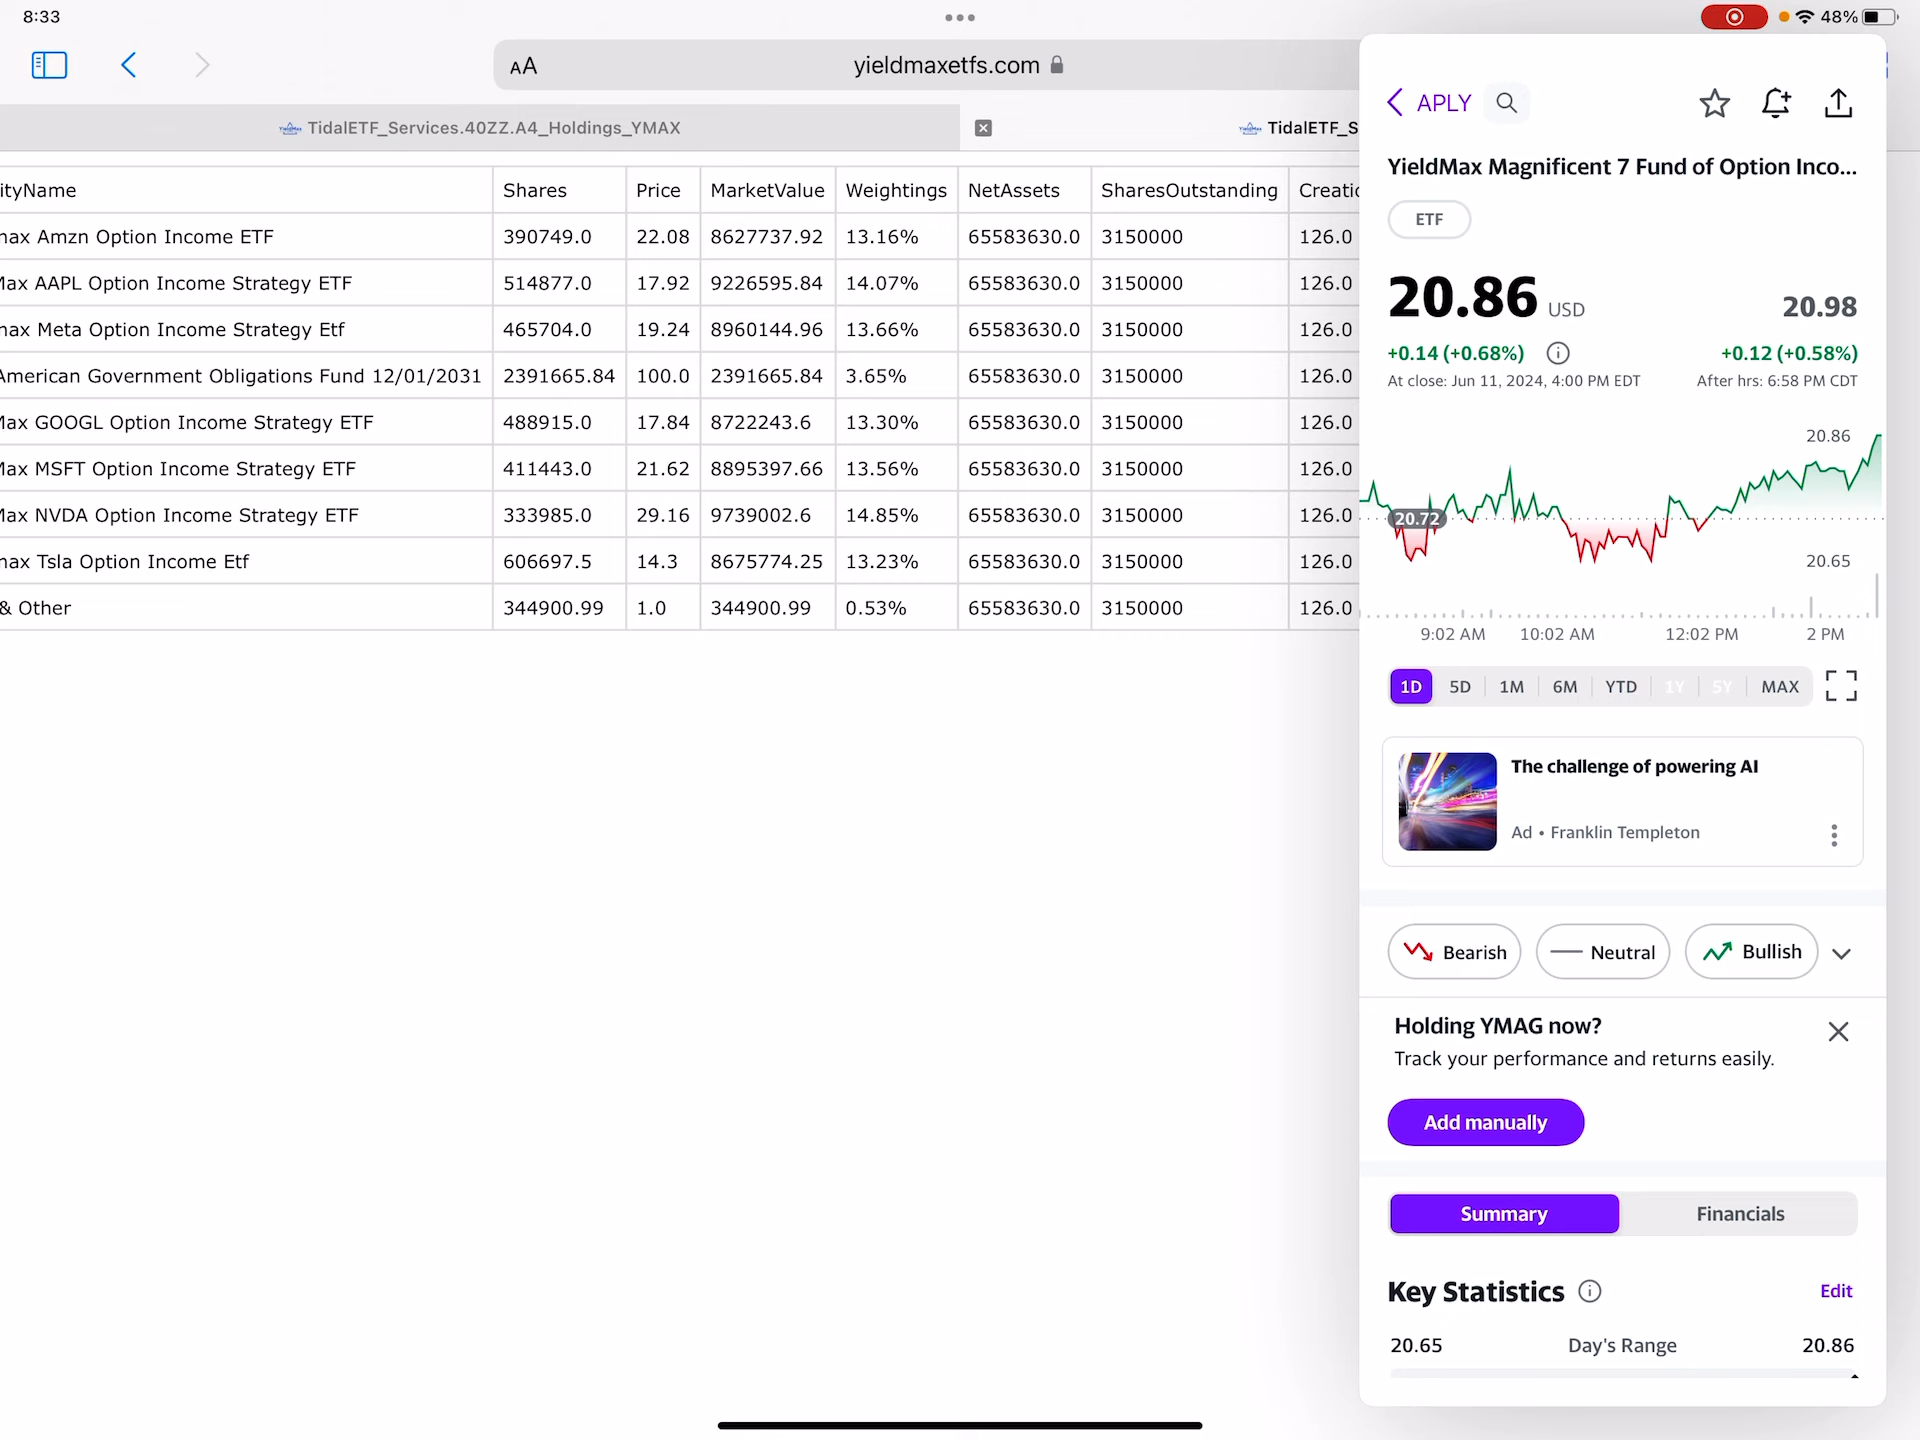 8:33
48%
AA
yieldmaxetfs.com
TidalETF_Services.40ZZ.A4_Holdings_YMAX
TidalETF_S
ityName Shares Price MarketValue Weightings NetAssets SharesOutstanding Creatio
nax Amzn Option Income ETF 390749.0 22.08 8627737.92 13.16% 65583630.0 3150000 126.0
Max AAPL Option Income Strategy ETF 514877.0 17.92 9226595.84 14.07% 65583630.0 3150000 126.0
nax Meta Option Income Strategy Etf 465704.0 19.24 8960144.96 13.66% 65583630.0 3150000 126.0
American Government Obligations Fund 12/01/2031 2391665.84 100.0 2391665.84 3.65% 65583630.0 3150000 126.0
Max GOOGL Option Income Strategy ETF 488915.0 17.84 8722243.6 13.30% 65583630.0 3150000 126.0
Max MSFT Option Income Strategy ETF 411443.0 21.62 8895397.66 13.56% 65583630.0 3150000 126.0
Max NVDA Option Income Strategy ETF 333985.0 29.16 9739002.6 14.85% 65583630.0 3150000 126.0
nax Tsla Option Income Etf 606697.5 14.3 8675774.25 13.23% 65583630.0 3150000 126.0
& Other 344900.99 1.0 344900.99 0.53% 65583630.0 3150000 126.0
APLY
YieldMax Magnificent 7 Fund of Option Inco...
ETF
20.86 USD 20.98
+0.14 (+0.68%) +0.12 (+0.58%)
At close: Jun 11, 2024, 4:00 PM EDT After hrs: 6:58 PM CDT
20.86
20.72
20.65
9:02 AM 10:02 AM 12:02 PM 2 PM
1D 5D 1M 6M YTD 1Y 5Y MAX
The challenge of powering AI
Ad • Franklin Templeton
Bearish Neutral Bullish
Holding YMAG now?
Track your performance and returns easily.
Add manually
Summary Financials
Key Statistics Edit
20.65 Day's Range 20.86